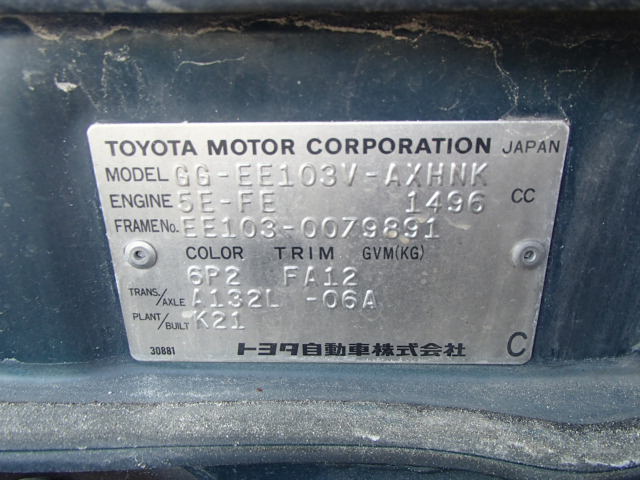 TOYOTA MOTOR CORPORATION JAPAN
MODEL GG-EE103V-AXHNK
ENGINE 5E-FE 1496 CC
FRAME No. EE103-0079891
COLOR TRIM GVM(KG)
6P2 FA12
TRANS./AXLE A132L -06A
PLANT/BUILT K21
30881 トヨタ自動車株式会社 C